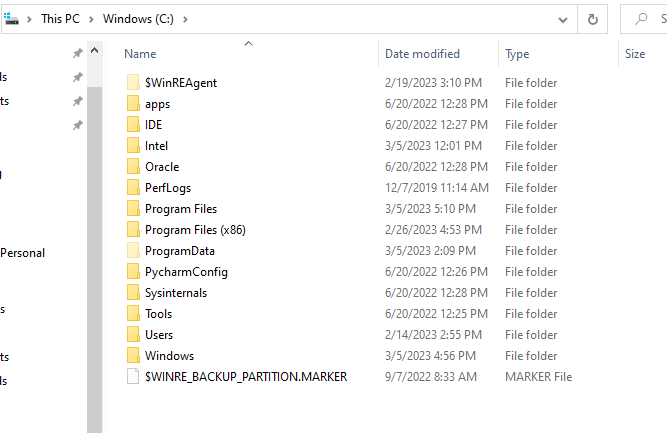 This PC > Windows (C:) >
S
Name Date modified Type Size
$WinREAgent 2/19/2023 3:10 PM File folder
apps 6/20/2022 12:28 PM File folder
IDE 6/20/2022 12:27 PM File folder
Intel 3/5/2023 12:01 PM File folder
Oracle 6/20/2022 12:28 PM File folder
PerfLogs 12/7/2019 11:14 AM File folder
Program Files 3/5/2023 5:10 PM File folder
Program Files (x86) 2/26/2023 4:53 PM File folder
ProgramData 3/5/2023 2:09 PM File folder
PycharmConfig 6/20/2022 12:26 PM File folder
Sysinternals 6/20/2022 12:28 PM File folder
Tools 6/20/2022 12:25 PM File folder
Users 2/14/2023 2:55 PM File folder
Windows 3/5/2023 4:56 PM File folder
$WINRE_BACKUP_PARTITION.MARKER 9/7/2022 8:33 AM MARKER File
ls
ts
Personal
s
ts
ls